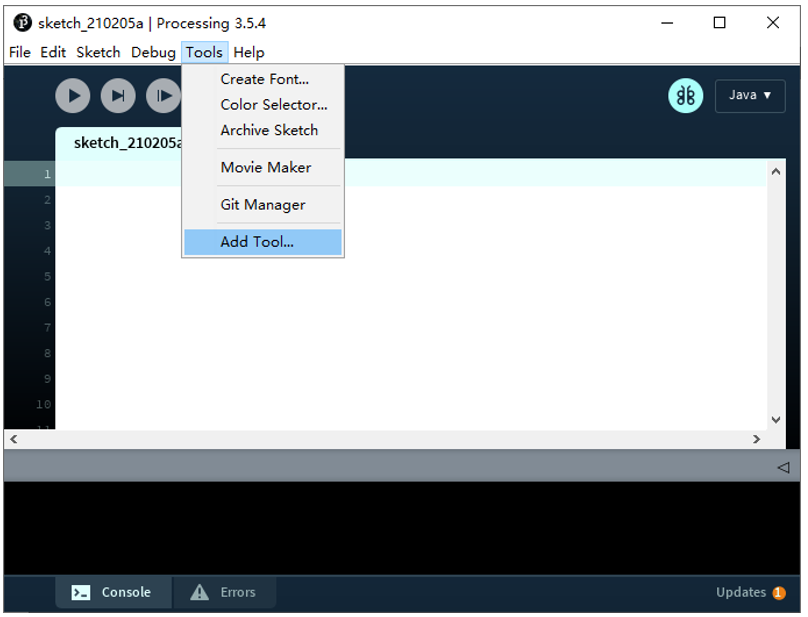 sketch_210205a | Processing 3.5.4
File Edit Sketch Debug Tools Help
Create Font...
Color Selector...
Archive Sketch
Movie Maker
Git Manager
Add Tool...
Java ▼
sketch_210205a
1
2
3
4
5
6
7
8
9
10
11
Console
Errors
Updates 1